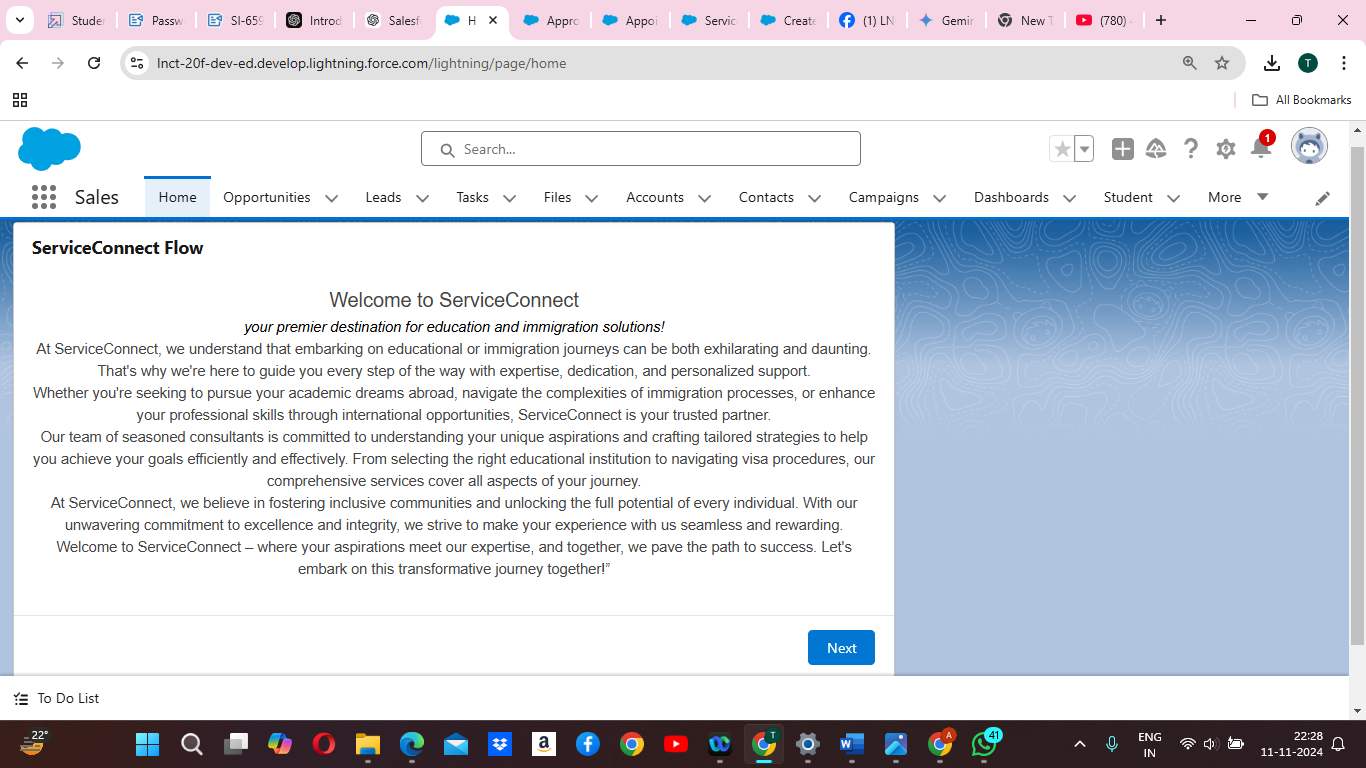 Studer
Passw
SI-659
Introd
Salesf
H
Appro
Appoi
Servic
Create
(1) LN
Gemir
New T
(780)
lnct-20f-dev-ed.develop.lightning.force.com/lightning/page/home
T
All Bookmarks
Search...
1
Sales
Home
Opportunities
Leads
Tasks
Files
Accounts
Contacts
Campaigns
Dashboards
Student
More
ServiceConnect Flow
Welcome to ServiceConnect
your premier destination for education and immigration solutions!
At ServiceConnect, we understand that embarking on educational or immigration journeys can be both exhilarating and daunting.
That's why we're here to guide you every step of the way with expertise, dedication, and personalized support.
Whether you're seeking to pursue your academic dreams abroad, navigate the complexities of immigration processes, or enhance
your professional skills through international opportunities, ServiceConnect is your trusted partner.
Our team of seasoned consultants is committed to understanding your unique aspirations and crafting tailored strategies to help
you achieve your goals efficiently and effectively. From selecting the right educational institution to navigating visa procedures, our
comprehensive services cover all aspects of your journey.
At ServiceConnect, we believe in fostering inclusive communities and unlocking the full potential of every individual. With our
unwavering commitment to excellence and integrity, we strive to make your experience with us seamless and rewarding.
Welcome to ServiceConnect – where your aspirations meet our expertise, and together, we pave the path to success. Let's
embark on this transformative journey together!”
Next
To Do List
22°
T
A
41
ENG
IN
22:28
11-11-2024